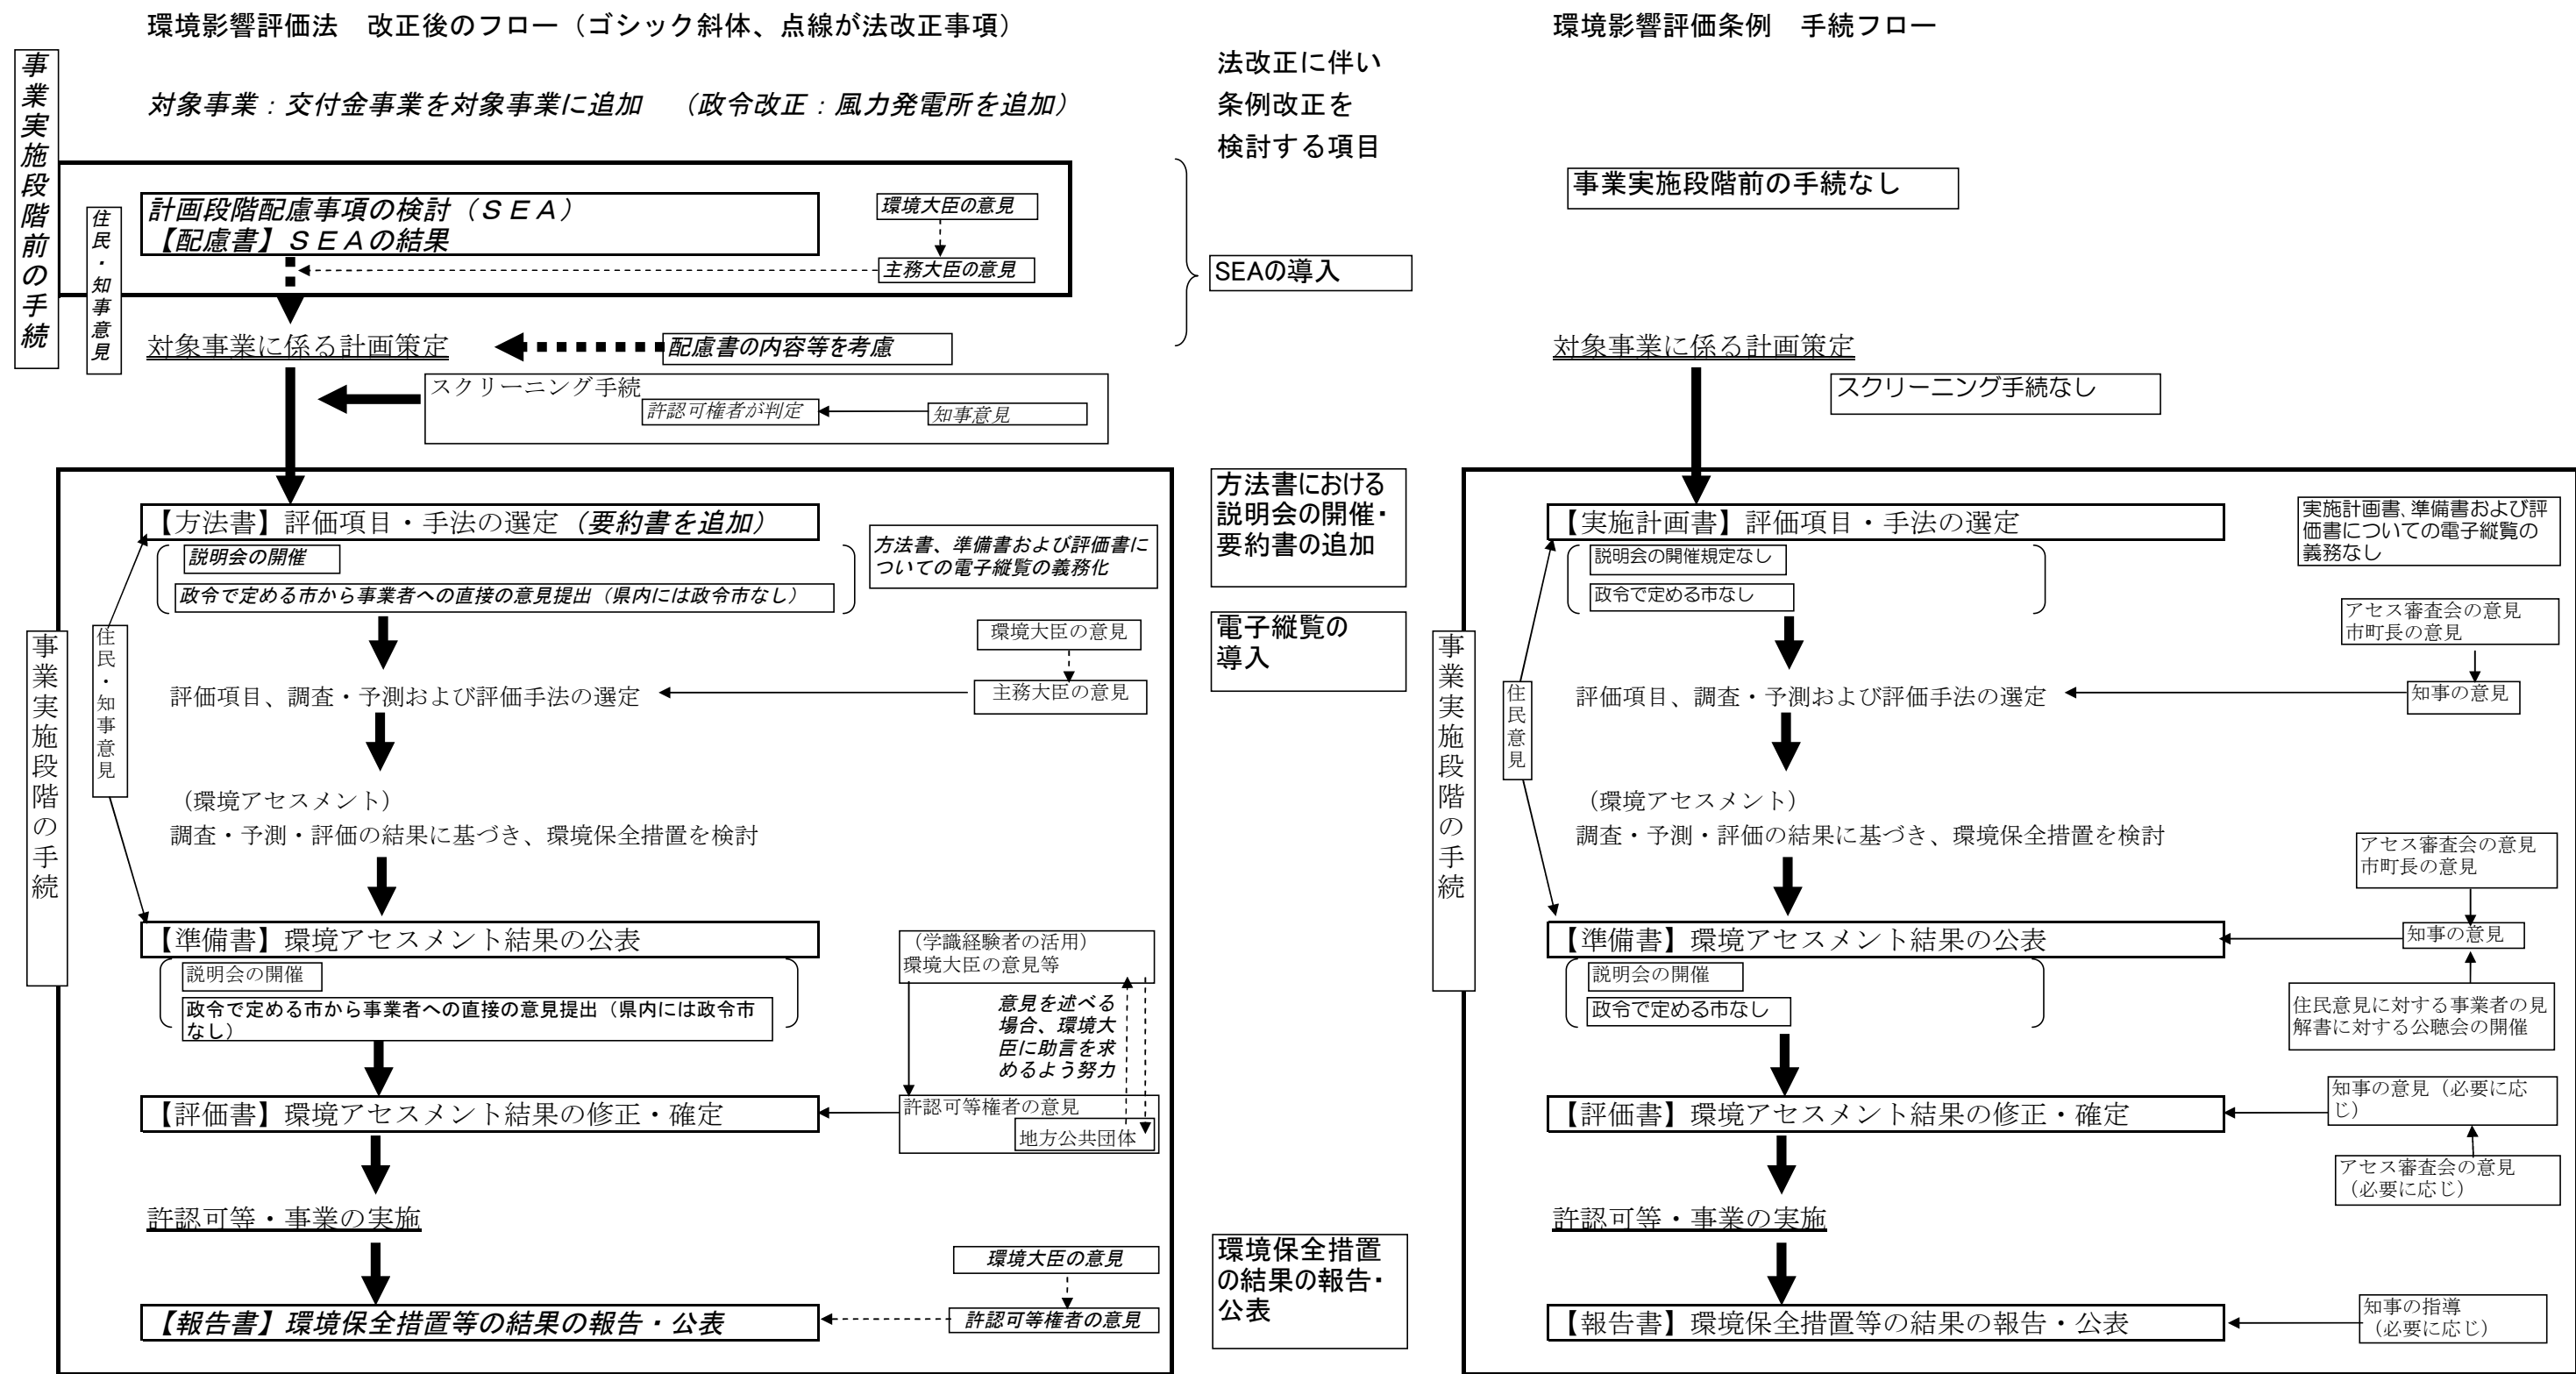 環境影響評価法　改正後のフロー（ゴシック斜体、点線が法改正事項）
対象事業：交付金事業を対象事業に追加　（政令改正：風力発電所を追加）
事業実施段階前の手続
住民・知事意見
計画段階配慮事項の検討（ＳＥＡ）
【配慮書】ＳＥＡの結果
環境大臣の意見
主務大臣の意見
対象事業に係る計画策定
配慮書の内容等を考慮
スクリーニング手続
許認可権者が判定
知事意見
事業実施段階の手続
住民・知事意見
【方法書】評価項目・手法の選定（要約書を追加）
説明会の開催
政令で定める市から事業者への直接の意見提出（県内には政令市なし）
方法書、準備書および評価書に
ついての電子縦覧の義務化
環境大臣の意見
主務大臣の意見
評価項目、調査・予測および評価手法の選定
（環境アセスメント）
調査・予測・評価の結果に基づき、環境保全措置を検討
【準備書】環境アセスメント結果の公表
説明会の開催
政令で定める市から事業者への直接の意見提出（県内には政令市
なし）
（学識経験者の活用）
環境大臣の意見等
意見を述べる
場合、環境大
臣に助言を求
めるよう努力
【評価書】環境アセスメント結果の修正・確定
許認可等権者の意見
地方公共団体
許認可等・事業の実施
環境大臣の意見
許認可等権者の意見
【報告書】環境保全措置等の結果の報告・公表
法改正に伴い
条例改正を
検討する項目
SEAの導入
方法書における
説明会の開催・
要約書の追加
電子縦覧の
導入
環境保全措置
の結果の報告・
公表
環境影響評価条例　手続フロー
事業実施段階前の手続なし
対象事業に係る計画策定
スクリーニング手続なし
事業実施段階の手続
住民意見
【実施計画書】評価項目・手法の選定
説明会の開催規定なし
政令で定める市なし
実施計画書、準備書および評
価書についての電子縦覧の
義務なし
アセス審査会の意見
市町長の意見
知事の意見
評価項目、調査・予測および評価手法の選定
（環境アセスメント）
調査・予測・評価の結果に基づき、環境保全措置を検討
アセス審査会の意見
市町長の意見
【準備書】環境アセスメント結果の公表
知事の意見
説明会の開催
政令で定める市なし
住民意見に対する事業者の見
解書に対する公聴会の開催
【評価書】環境アセスメント結果の修正・確定
知事の意見（必要に応
じ）
アセス審査会の意見
（必要に応じ）
許認可等・事業の実施
【報告書】環境保全措置等の結果の報告・公表
知事の指導
（必要に応じ）